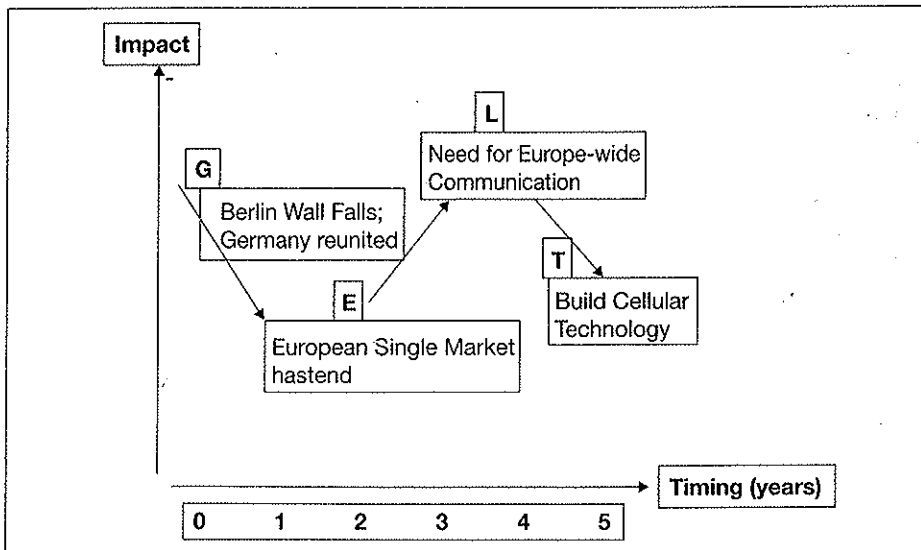 Impact
L
Need for Europe-wide
Communication
G
Berlin Wall Falls;
Germany reunited
T
Build Cellular
Technology
E
European Single Market
hastend
Timing (years)
0 1 2 3 4 5